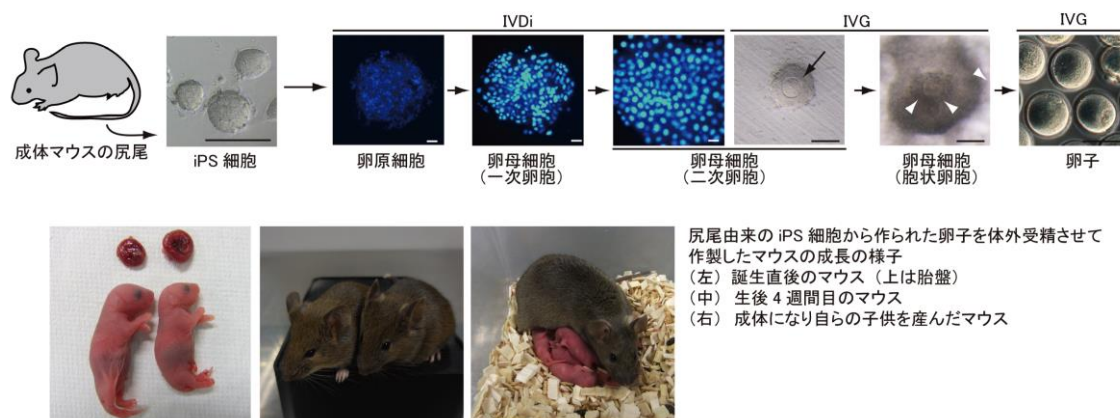 IVDi
IVG
IVG
成体マウスの尻尾
iPS 細胞
卵原細胞
卵母細胞
(一次卵胞)
卵母細胞
(二次卵胞)
卵母細胞
(胞状卵胞)
卵子
尻尾由来の iPS 細胞から作られた卵子を体外受精させて
作製したマウスの成長の様子
(左) 誕生直後のマウス (上は胎盤)
(中) 生後 4 週間目のマウス
(右) 成体になり自らの子供を産んだマウス